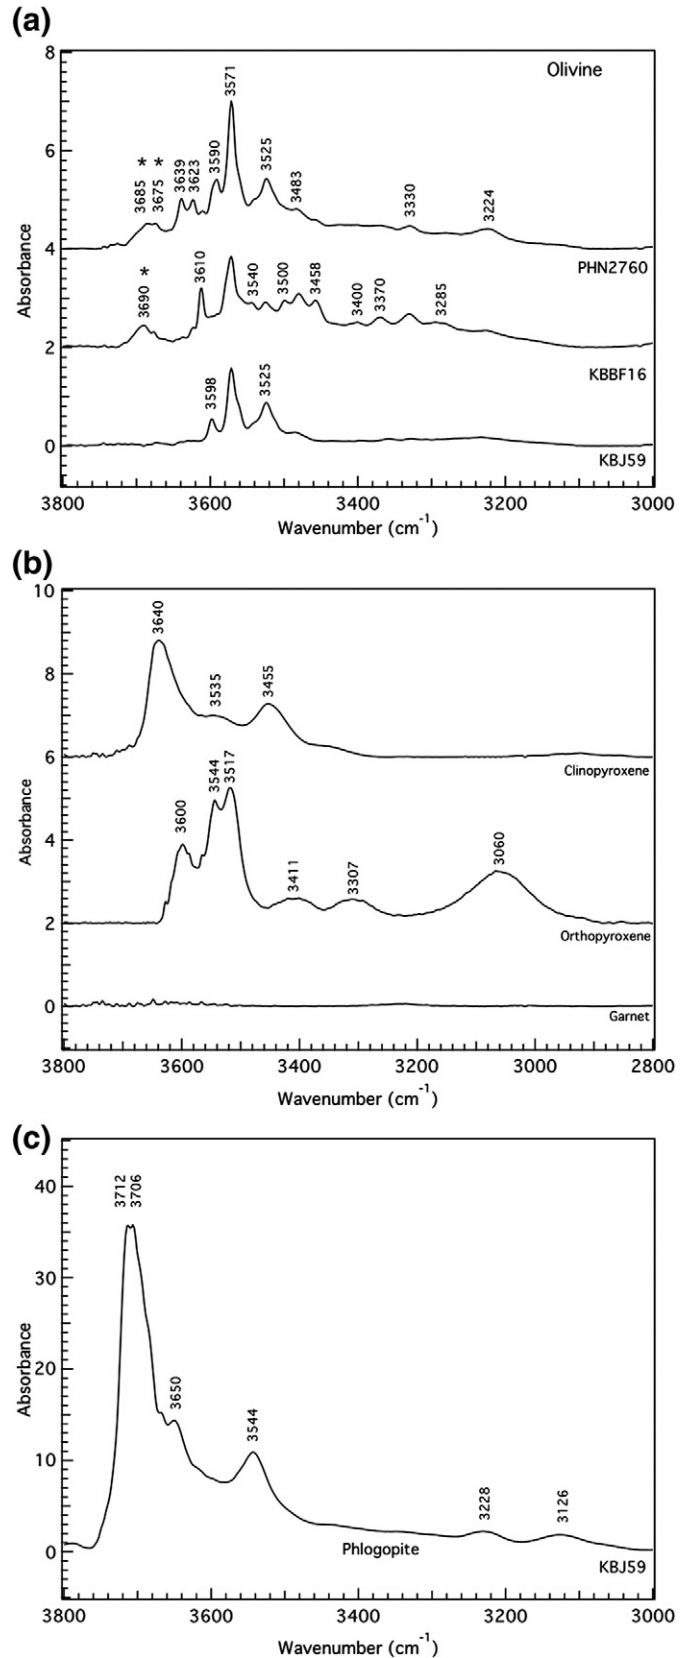 (a)
8
6
4
2
0
Absorbance
Olivine
3685 *
3675 *
3639
3623
3590
3571
3525
3483
3330
3224
PHN2760
3690 *
3610
3540
3500
3458
3400
3370
3285
KBBF16
3598
3525
KBJ59
3800 3600 3400 3200 3000
Wavenumber (cm⁻¹)
(b)
10
8
6
4
2
0
Absorbance
3640
3535
3455
Clinopyroxene
3600
3544
3517
3411
3307
3060
Orthopyroxene
Garnet
3800 3600 3400 3200 3000 2800
Wavenumber (cm⁻¹)
(c)
40
30
20
10
0
Absorbance
3712
3706
3650
3544
3228
3126
Phlogopite
KBJ59
3800 3600 3400 3200 3000
Wavenumber (cm⁻¹)